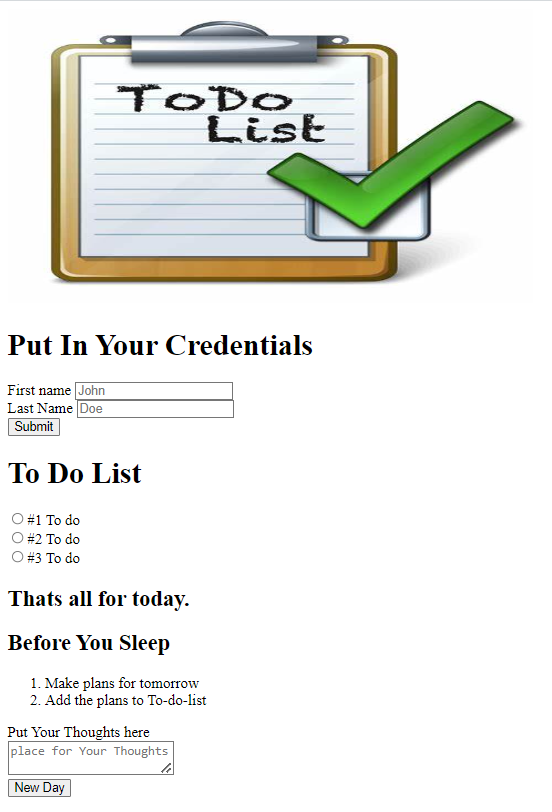 ToDo
List
Put In Your Credentials
First name John
Last Name Doe
Submit
To Do List
#1 To do
#2 To do
#3 To do
Thats all for today.
Before You Sleep
1. Make plans for tomorrow
2. Add the plans to To-do-list
Put Your Thoughts here
place for Your Thoughts
New Day